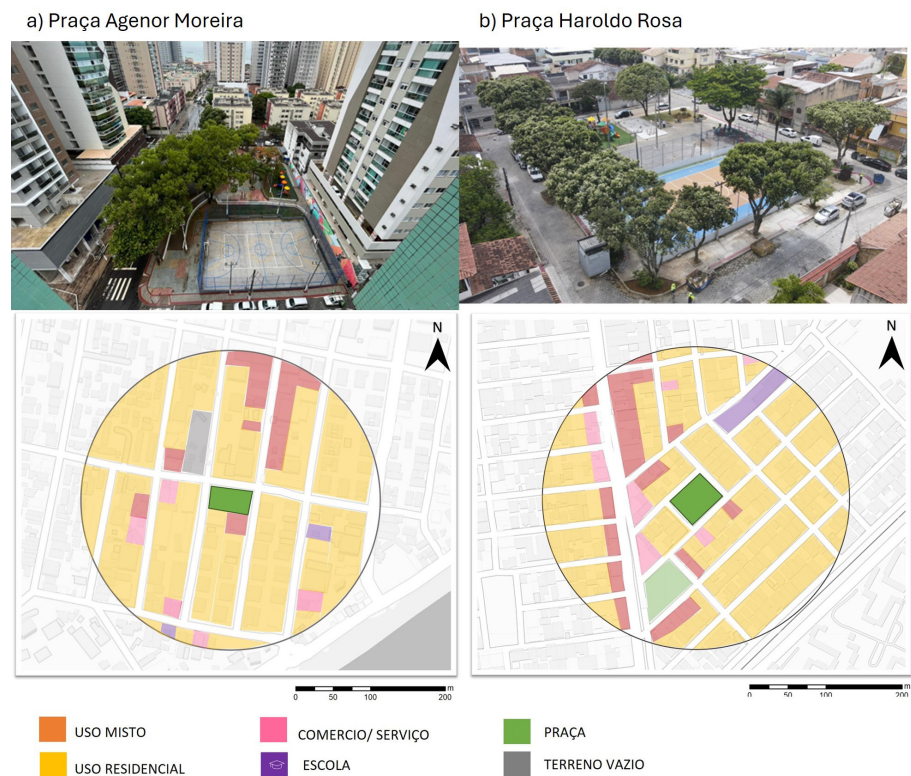 a) Praça Agenor Moreira
b) Praça Haroldo Rosa
N
N
m
0 50 100 200
m
0 50 100 200
USO MISTO
COMERCIO/ SERVIÇO
PRAÇA
USO RESIDENCIAL
ESCOLA
TERRENO VAZIO